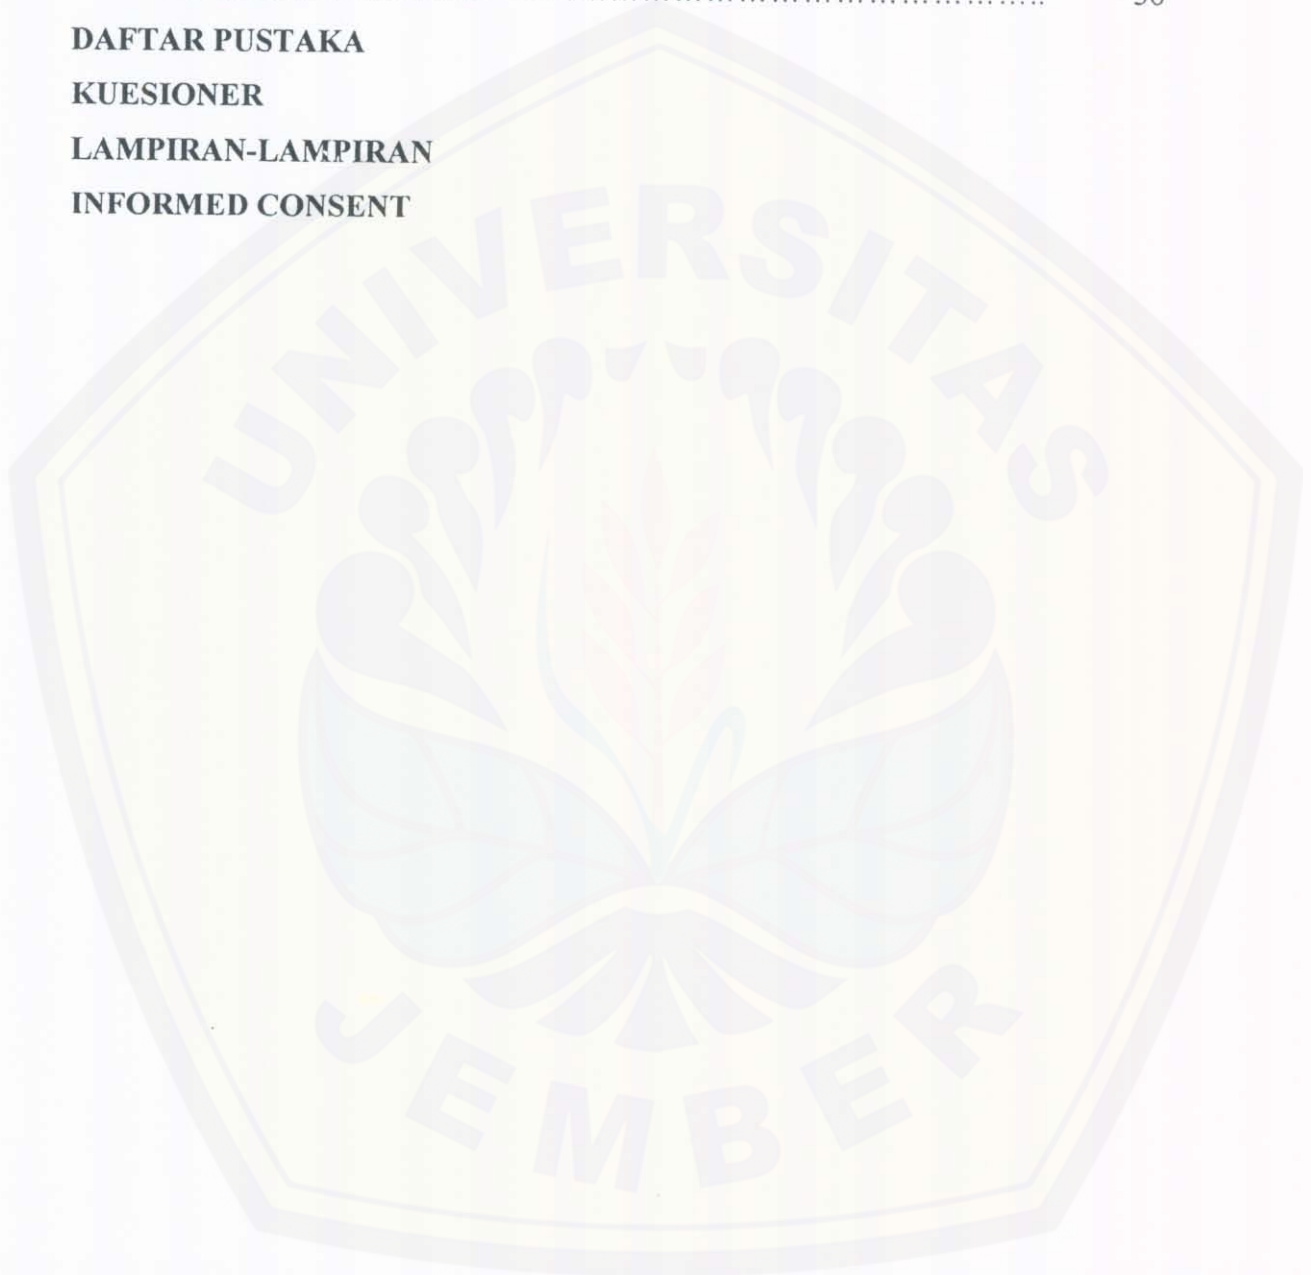 DAFTAR PUSTAKA
KUESIONER
LAMPIRAN-LAMPIRAN
INFORMED CONSENT
UNIVERSITAS
JEMBER